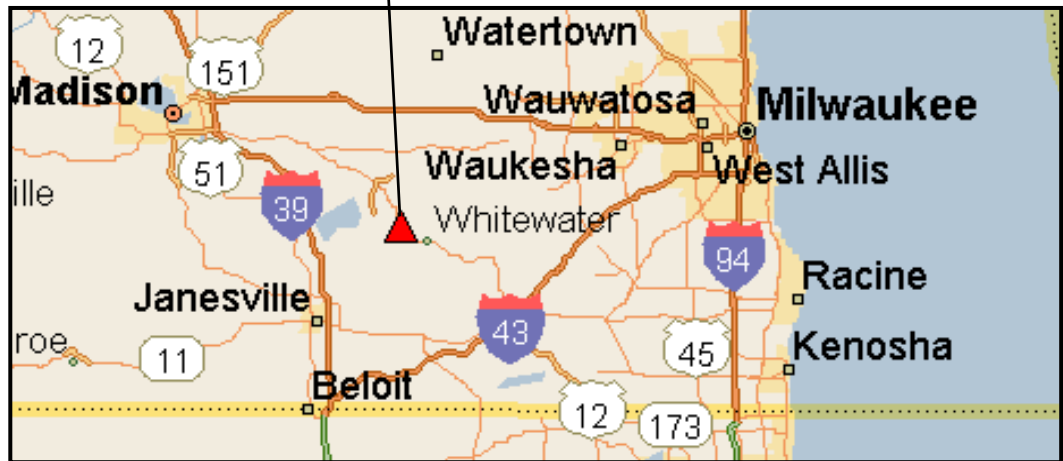 Watertown
12
151
Madison
Wauwatosa
Milwaukee
Waukesha
West Allis
51
ille
39
Whitewater
94
Racine
Janesville
43
roe
11
45
Kenosha
Beloit
12
173